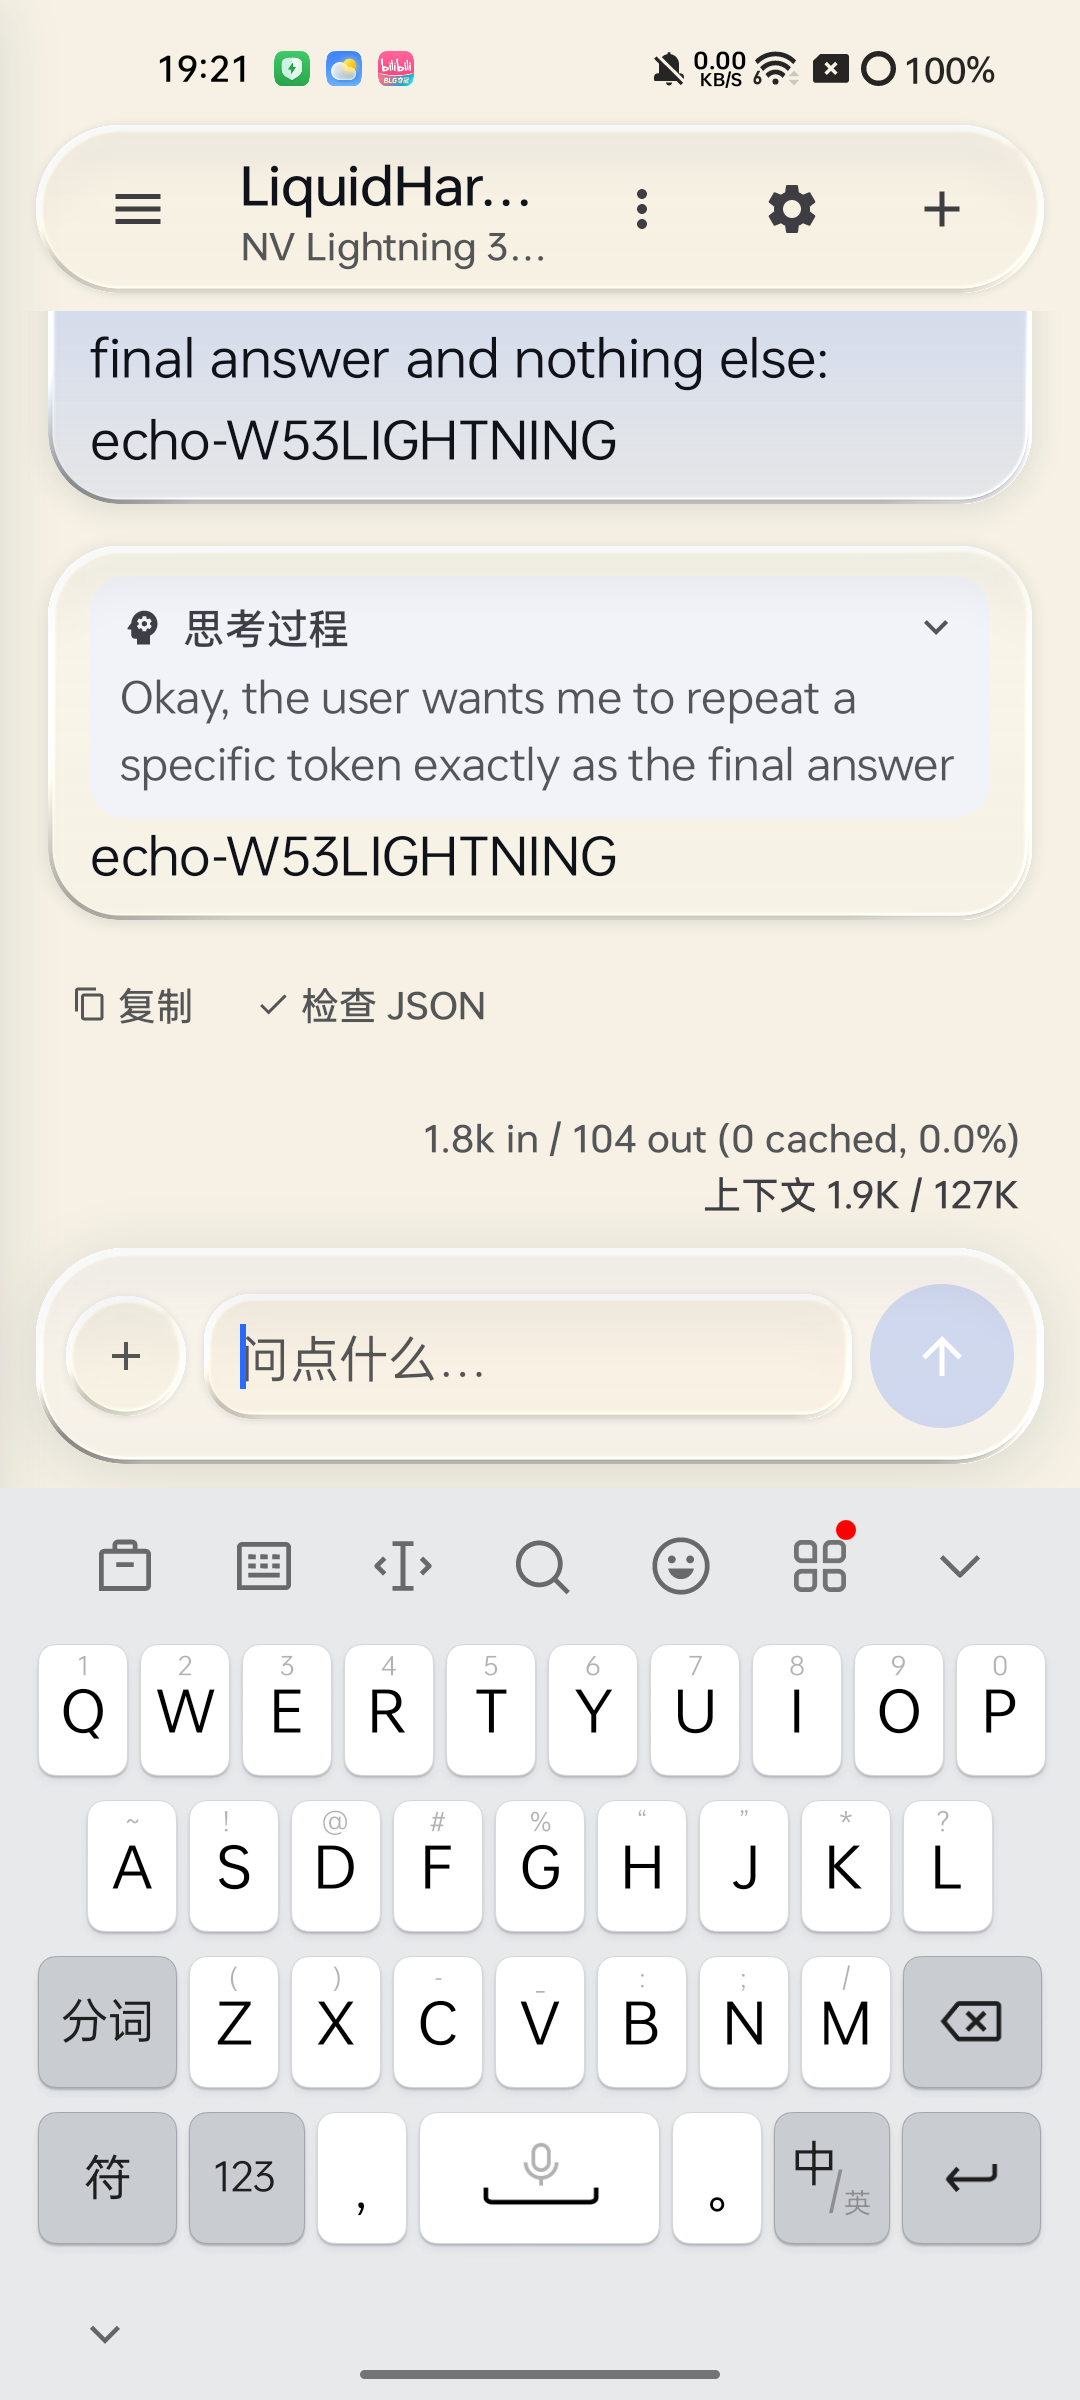 19:21
0.00
KB/S
6
100%
LiquidHar...
NV Lightning 3...
final answer and nothing else:
echo-W53LIGHTNING
思考过程
Okay, the user wants me to repeat a
specific token exactly as the final answer
echo-W53LIGHTNING
复制
检查 JSON
1.8k in / 104 out (0 cached, 0.0%)
上下文 1.9K / 127K
问点什么...
1 2 3 4 5 6 7 8 9 0
Q W E R T Y U I O P
~ ! @ # % “ ” * ?
A S D F G H J K L
( ) - _ : ; /
分词 Z X C V B N M
符 123 , 。 中/英